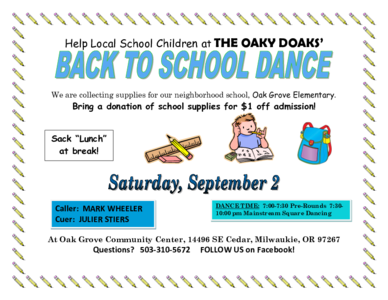 Help Local School Children at THE OAKY DOAKS'
BACK TO SCHOOL DANCE
We are collecting supplies for our neighborhood school, Oak Grove Elementary.
Bring a donation of school supplies for $1 off admission!
Sack "Lunch"
at break!
Saturday, September 2
Caller: MARK WHEELER
Cuer: JULIER STIERS
DANCE TIME: 7:00-7:30 Pre-Rounds 7:30-
10:00 pm Mainstream Square Dancing
At Oak Grove Community Center, 14496 SE Cedar, Milwaukie, OR 97267
Questions? 503-310-5672 FOLLOW US on Facebook!